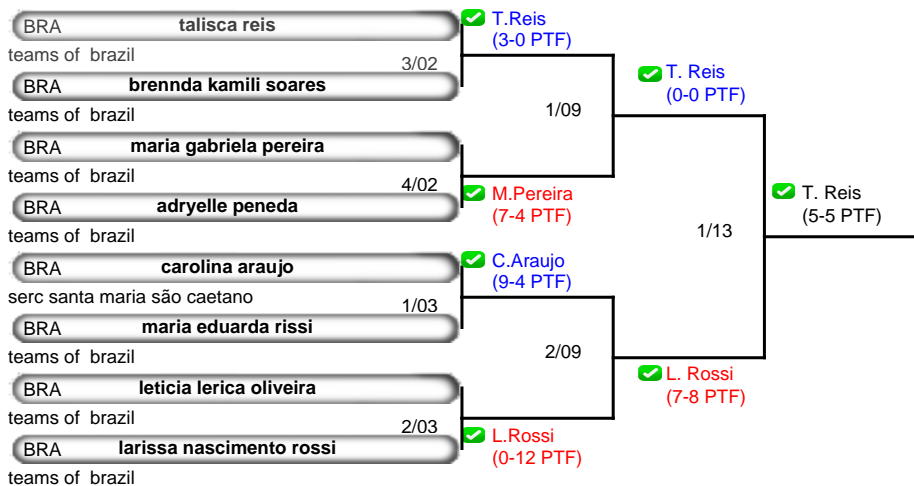 BRA talisca reis
teams of brazil
3/02
BRA brennda kamili soares
teams of brazil
BRA maria gabriela pereira
teams of brazil
4/02
BRA adryelle peneda
teams of brazil
BRA carolina araujo
serc santa maria são caetano
1/03
BRA maria eduarda rissi
teams of brazil
BRA leticia lerica oliveira
teams of brazil
2/03
BRA larissa nascimento rossi
teams of brazil
T.Reis
(3-0 PTF)
1/09
M.Pereira
(7-4 PTF)
C.Araujo
(9-4 PTF)
2/09
L.Rossi
(0-12 PTF)
T. Reis
(0-0 PTF)
1/13
L. Rossi
(7-8 PTF)
T. Reis
(5-5 PTF)